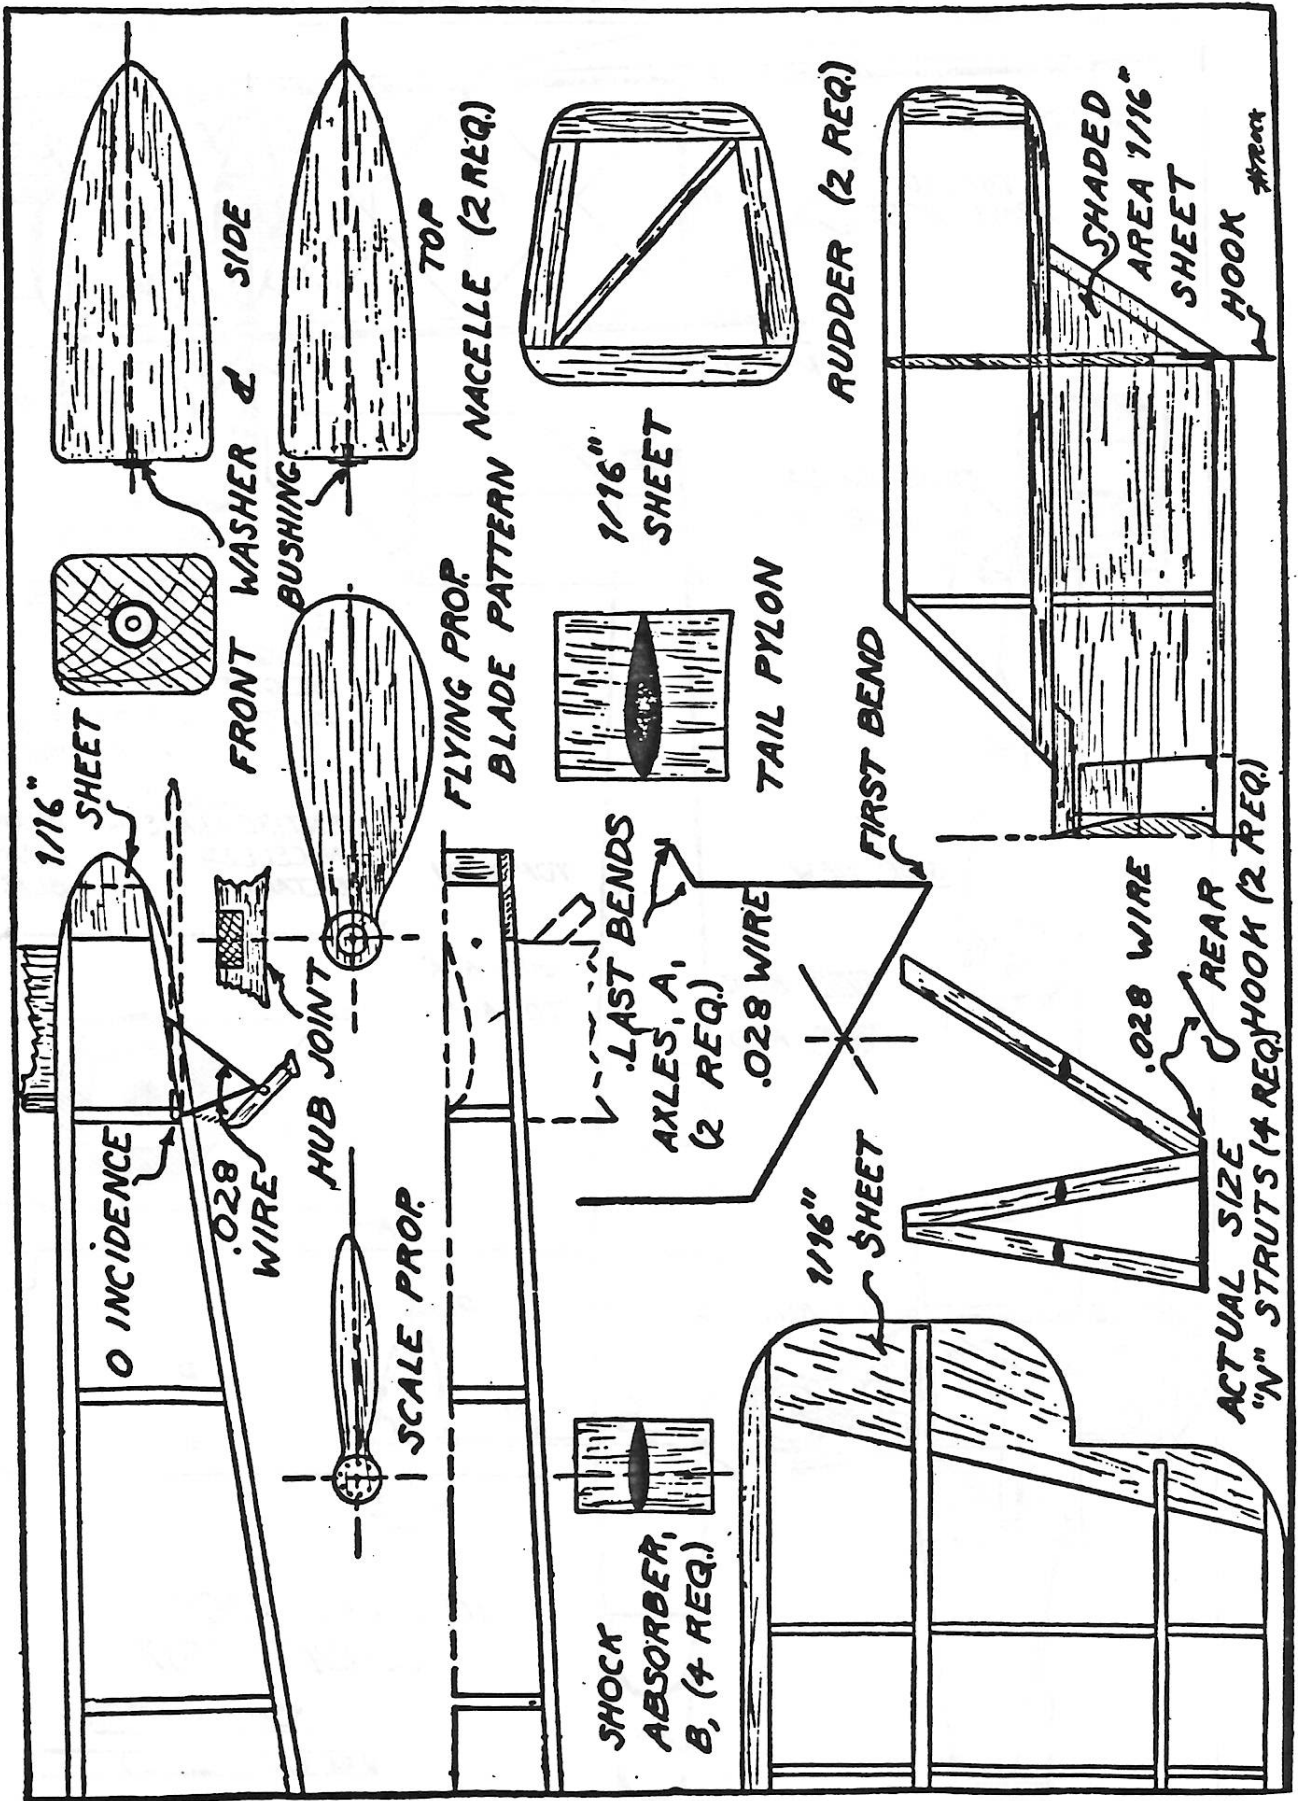 1/16"
SHEET
O INCIDENCE
.028
WIRE
HUB JOINT
SCALE PROP.
FRONT
WASHER &
BUSHING
SIDE
TOP
NACELLE (2 REQ.)
FLYING PROP.
BLADE PATTERN
SHOCK
ABSORBER,
B, (4 REQ.)
.LAST BENDS
AXLES, A,
(2 REQ.)
.028 WIRE
TAIL PYLON
1/16"
SHEET
FIRST BEND
RUDDER (2 REQ.)
1/16"
SHEET
ACTUAL SIZE
"N" STRUTS (4 REQ.)
.028 WIRE
REAR
HOOK (2 REQ.)
SHADED
AREA 1/16"
SHEET
HOOK